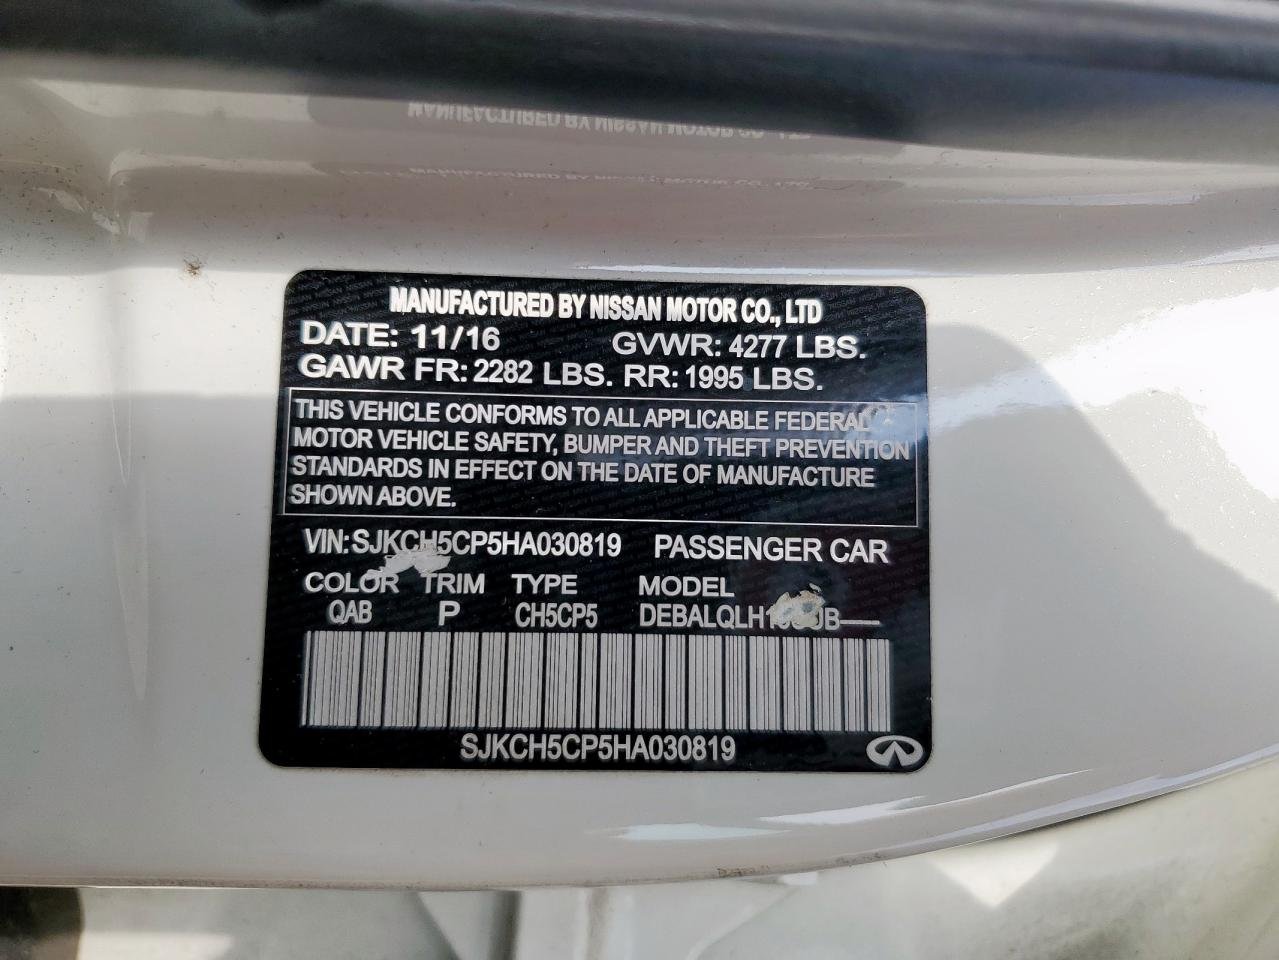 MANUFACTURED BY NISSAN MOTOR CO., LTD
DATE: 11/16 GVWR: 4277 LBS.
GAWR FR: 2282 LBS. RR: 1995 LBS.
THIS VEHICLE CONFORMS TO ALL APPLICABLE FEDERAL
MOTOR VEHICLE SAFETY, BUMPER AND THEFT PREVENTION
STANDARDS IN EFFECT ON THE DATE OF MANUFACTURE
SHOWN ABOVE.
VIN: SJKCH5CP5HA030819 PASSENGER CAR
COLOR TRIM TYPE MODEL
QAB P CH5CP5
SJKCH5CP5HA030819